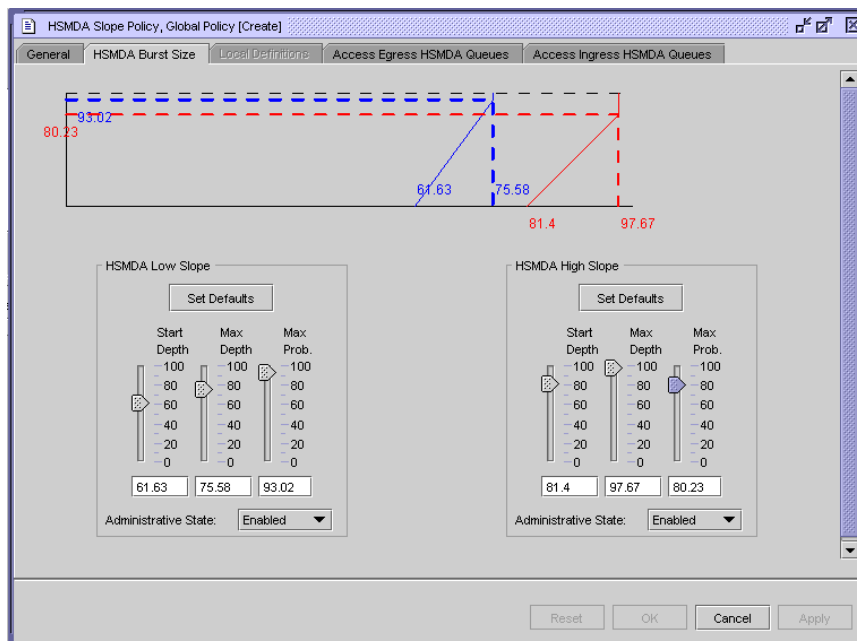 HSMDA Slope Policy, Global Policy [Create]
General HSMDA Burst Size Local Definitions Access Egress HSMDA Queues Access Ingress HSMDA Queues
93.02
80.23
61.63 75.58
81.4 97.67
HSMDA Low Slope HSMDA High Slope
Set Defaults Set Defaults
Start Max Max Start Max Max
Depth Depth Prob. Depth Depth Prob.
100 100 100 100 100 100
80 80 80 80 80 80
60 60 60 60 60 60
40 40 40 40 40 40
20 20 20 20 20 20
0 0 0 0 0 0
61.63 75.58 93.02 81.4 97.67 80.23
Administrative State: Enabled Administrative State: Enabled
Reset OK Cancel Apply